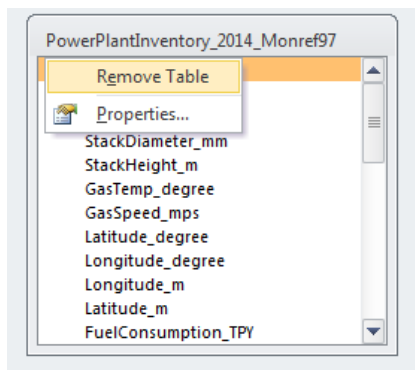 PowerPlantInventory_2014_Monref97
Remove Table
Properties...
StackDiameter_mm
StackHeight_m
GasTemp_degree
GasSpeed_mps
Latitude_degree
Longitude_degree
Longitude_m
Latitude_m
FuelConsumption_TPY